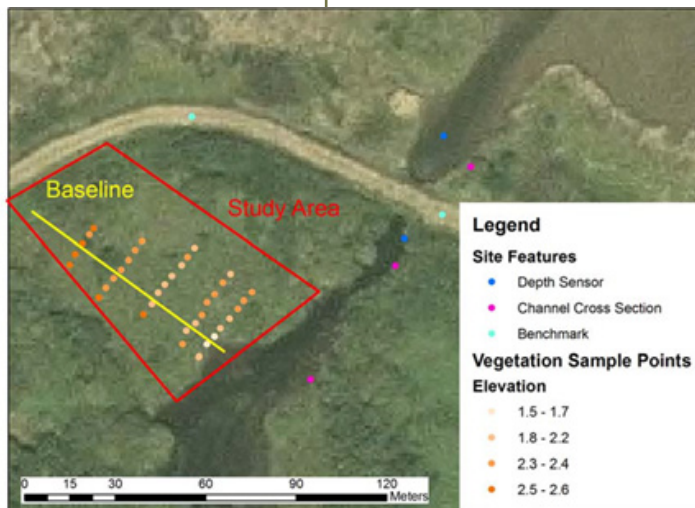 Baseline
Study Area
Legend
Site Features
Depth Sensor
Channel Cross Section
Benchmark
Vegetation Sample Points
Elevation
1.5 - 1.7
1.8 - 2.2
2.3 - 2.4
2.5 - 2.6
0 15 30 60 90 120
Meters